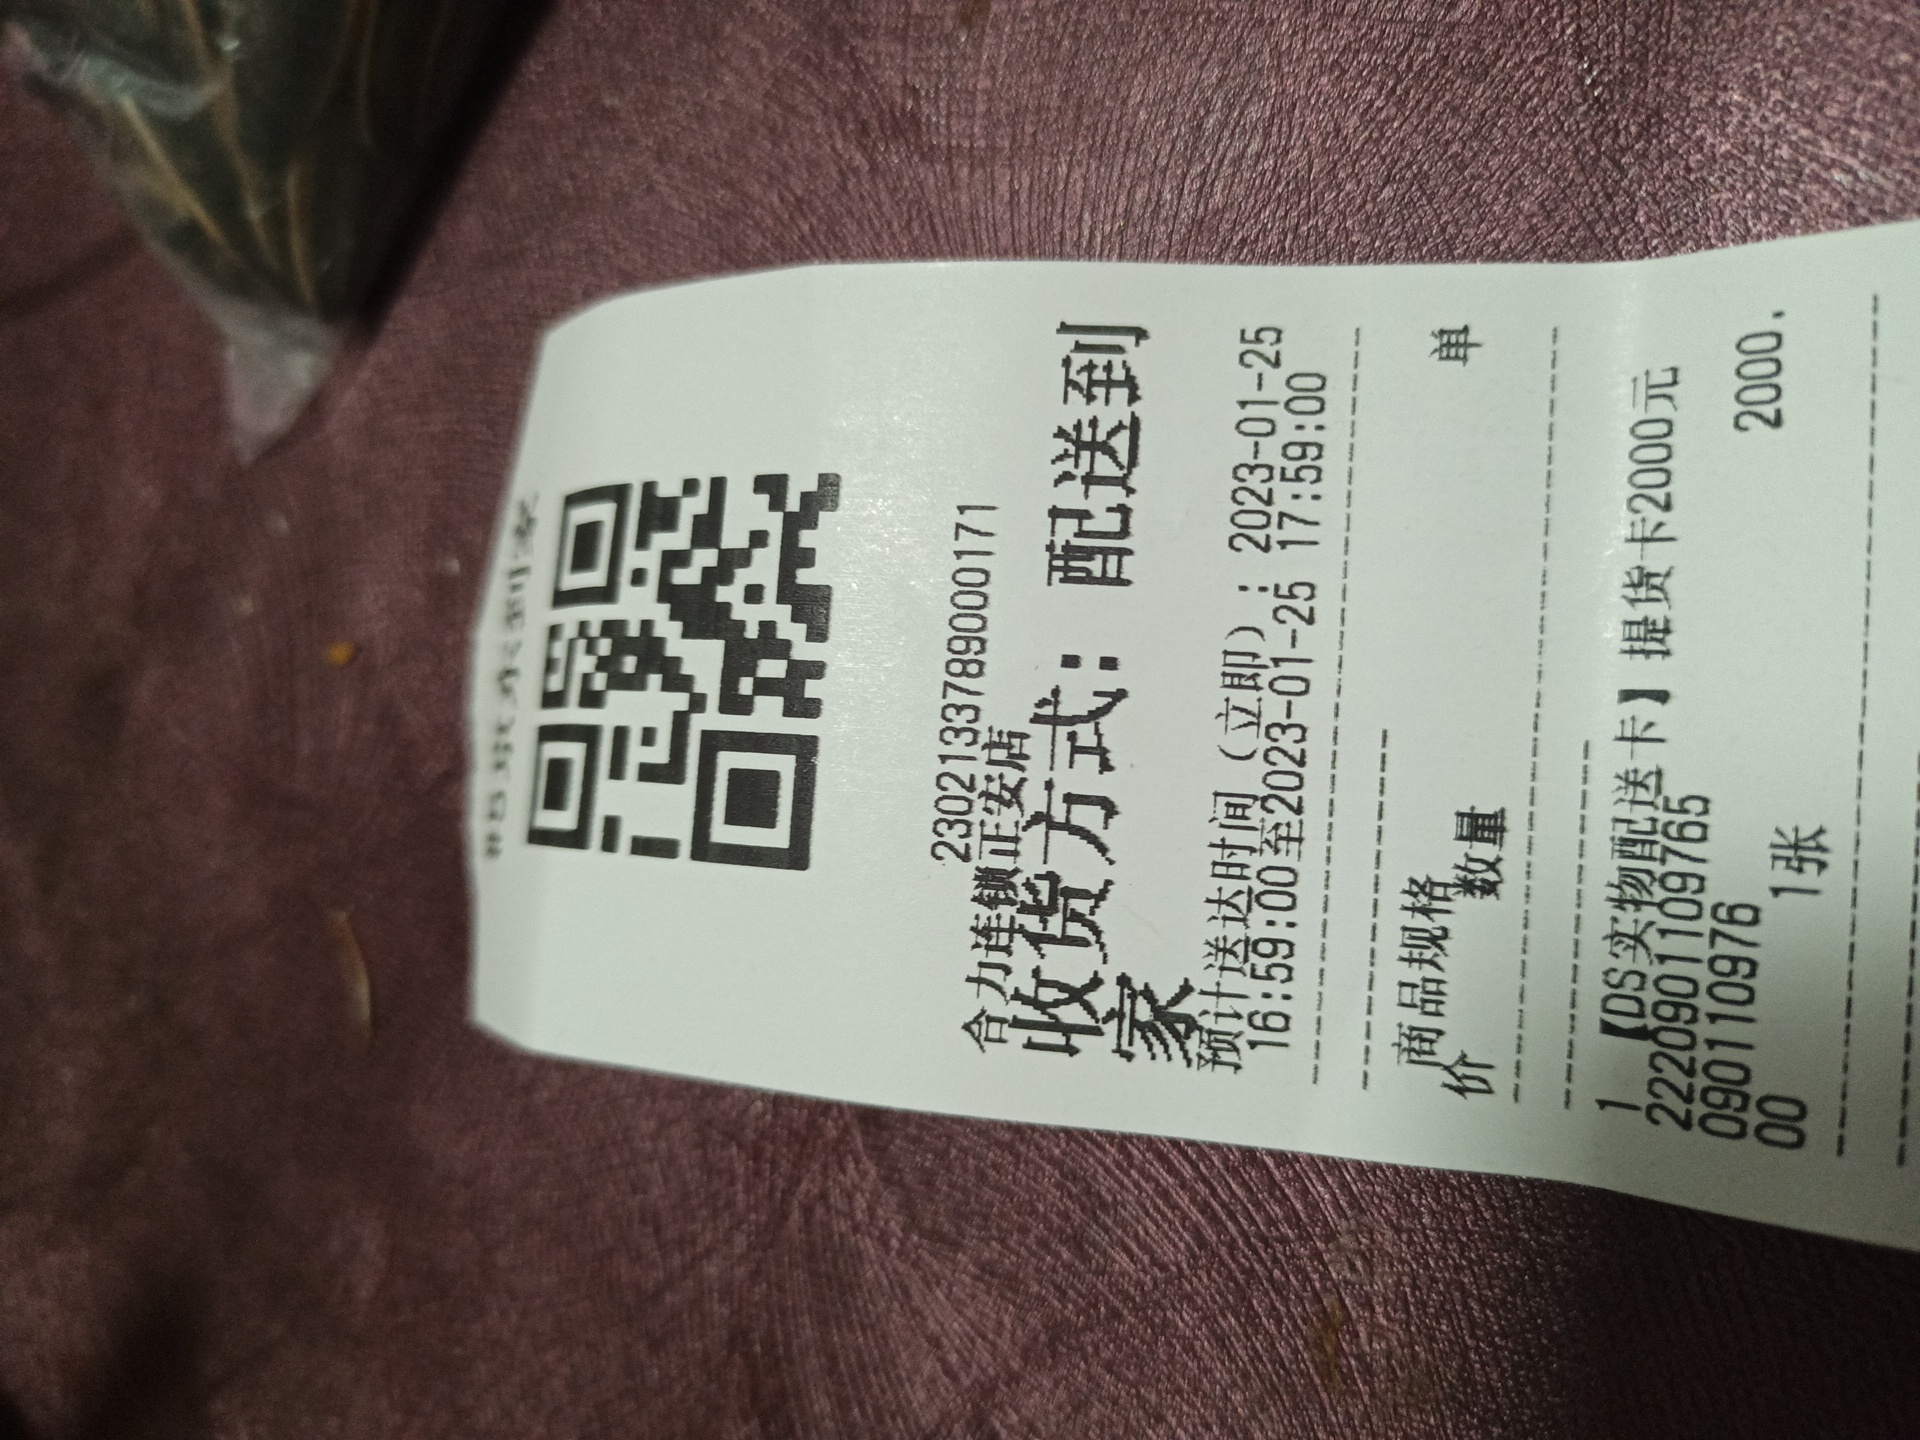 2302133789000171
合力连锁正安店
收货方式：配送到
家
预计送达时间（立即）：2023-01-25
16:59:00至2023-01-25 17:59:00
商品规格 单
价 数量
1【DS实物配送卡】提货卡2000元
2220901109765
090110976 2000.
00 1张